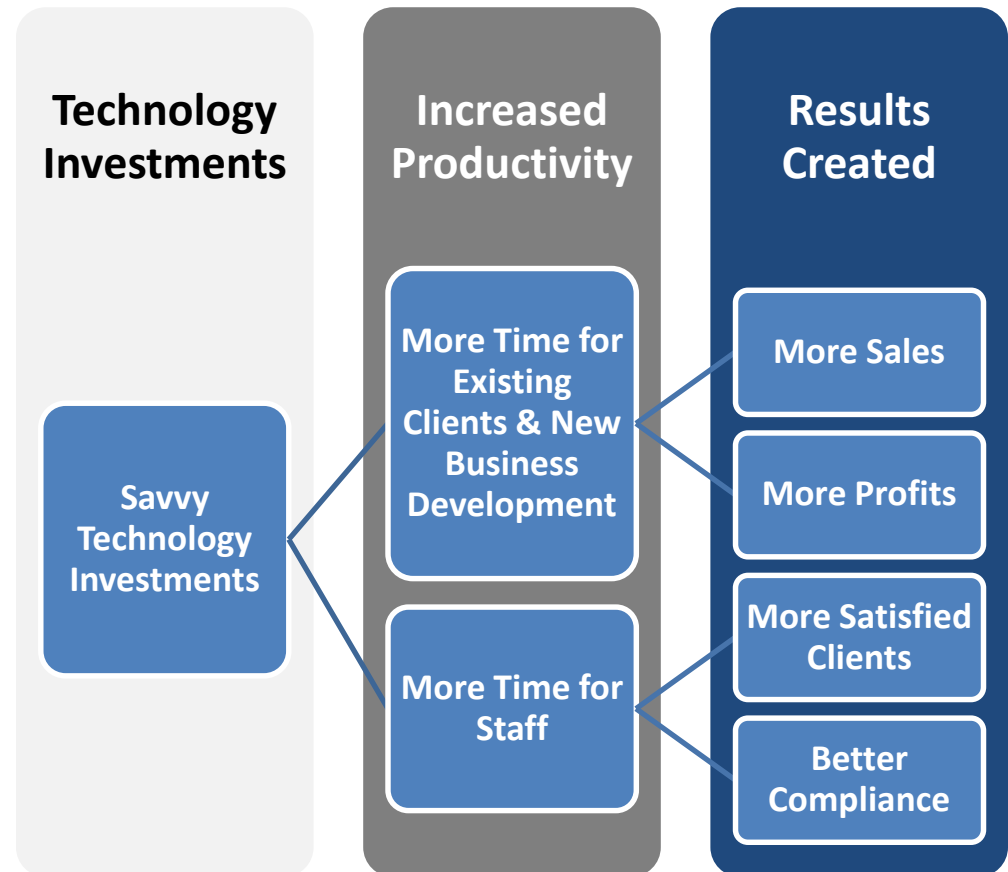 Technology
Investments
Increased
Productivity
Results
Created
Savvy
Technology
Investments
More Time for
Existing
Clients & New
Business
Development
More Time for
Staff
More Sales
More Profits
More Satisfied
Clients
Better
Compliance